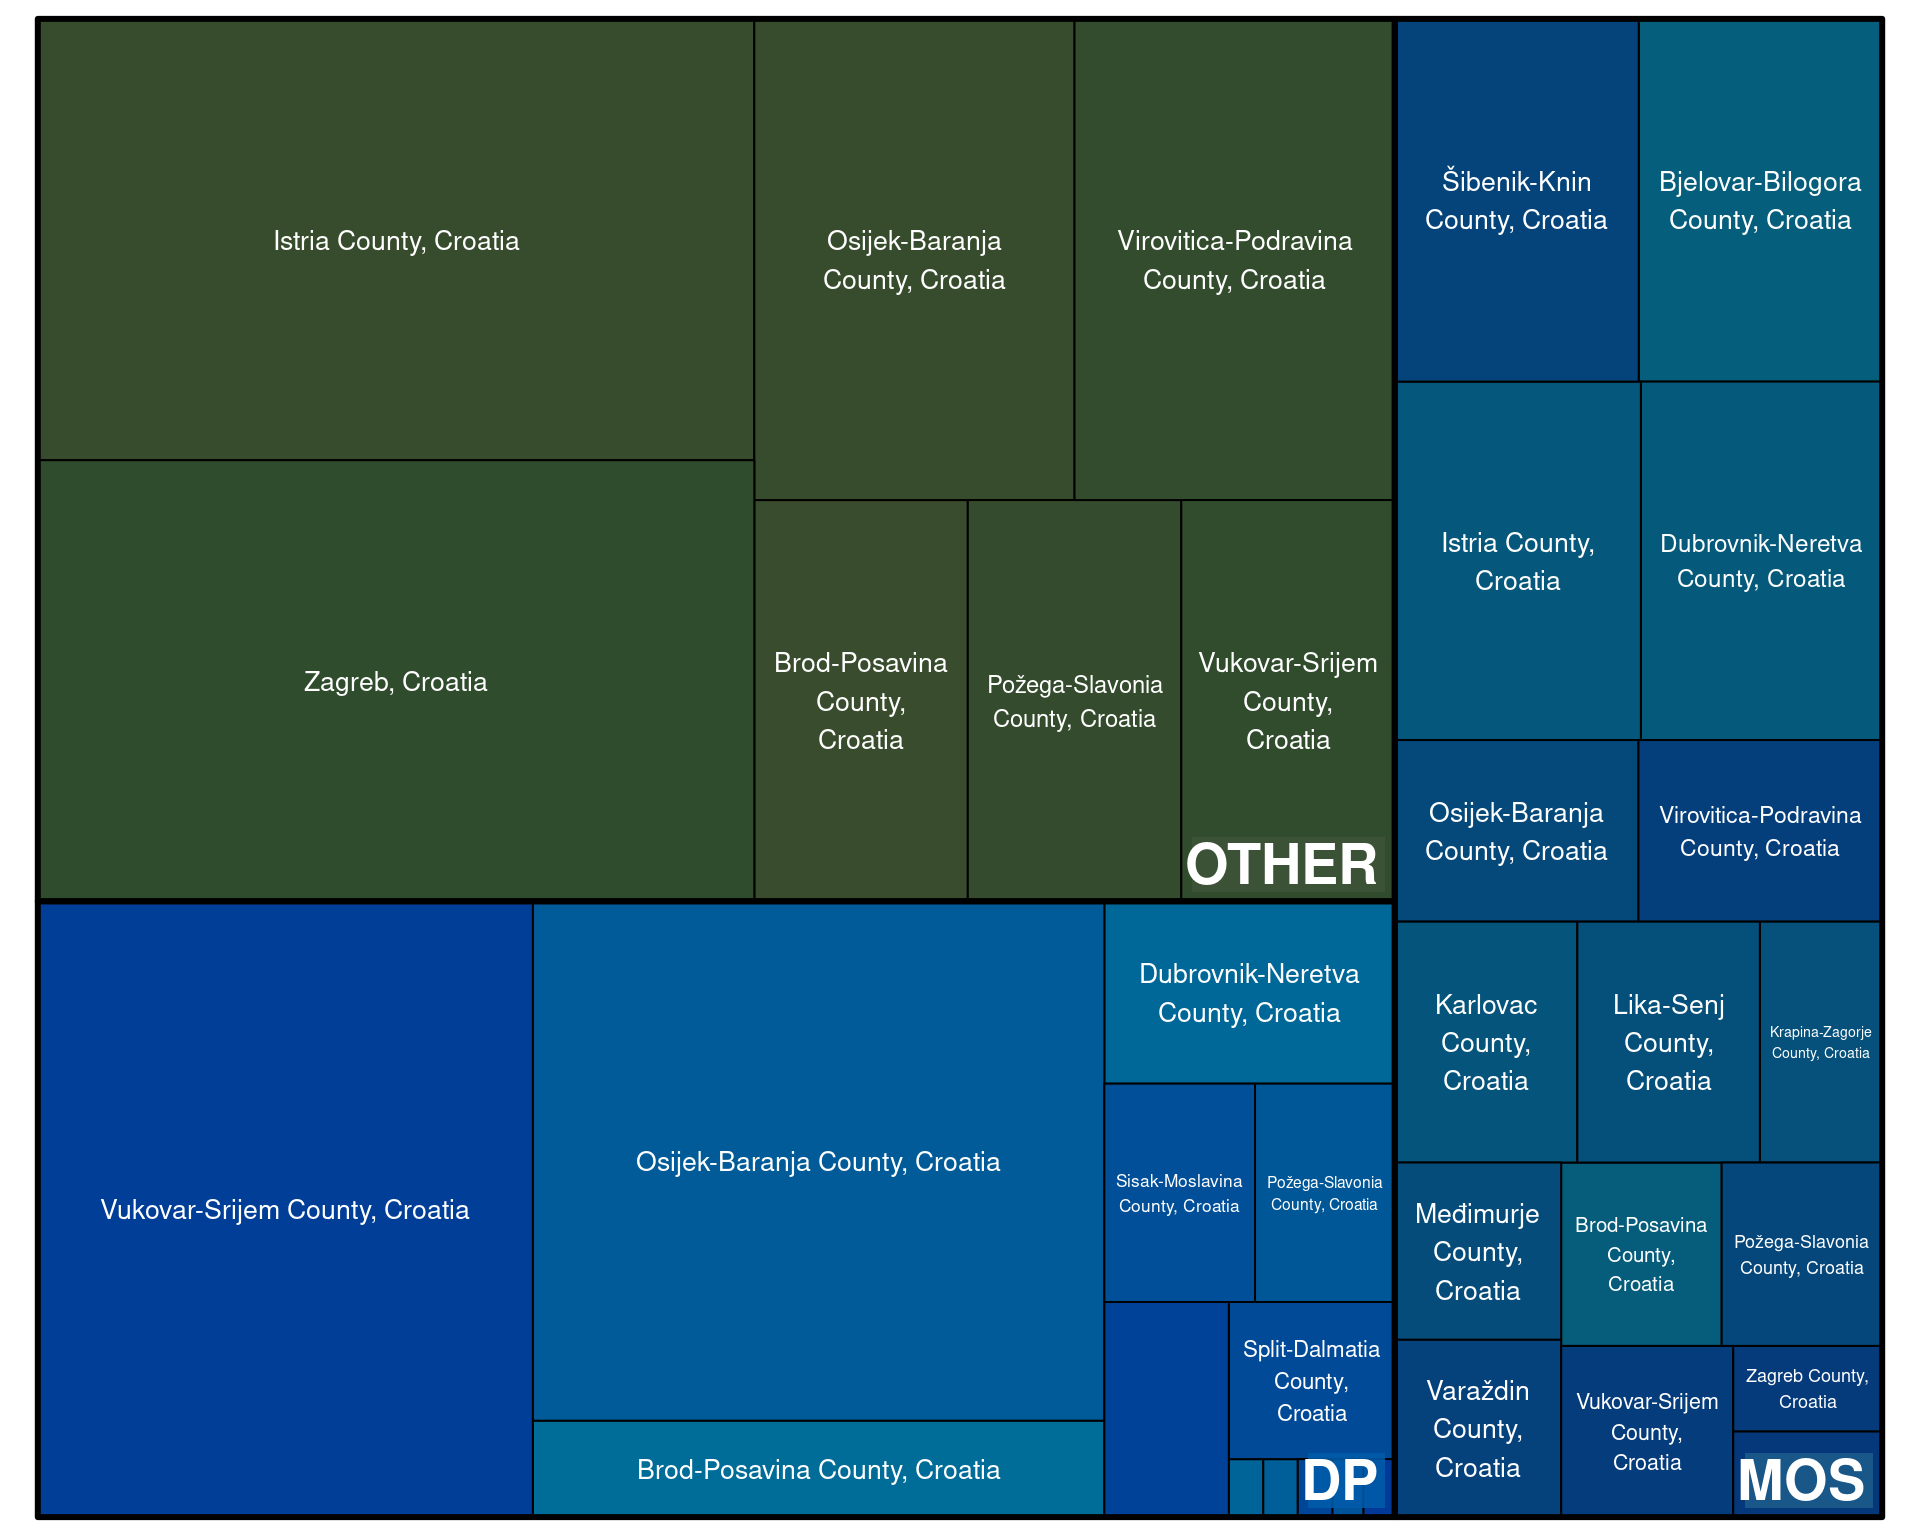 Istria County, Croatia
Zagreb, Croatia
Osijek-Baranja
County, Croatia
Virovitica-Podravina
County, Croatia
Brod-Posavina
County,
Croatia
Požega-Slavonia
County, Croatia
Vukovar-Srijem
County,
Croatia
OTHER
Vukovar-Srijem County, Croatia
Osijek-Baranja County, Croatia
Brod-Posavina County, Croatia
Dubrovnik-Neretva
County, Croatia
Sisak-Moslavina
County, Croatia
Požega-Slavonia
County, Croatia
Split-Dalmatia
County,
Croatia
DP
Šibenik-Knin
County, Croatia
Bjelovar-Bilogora
County, Croatia
Istria County,
Croatia
Dubrovnik-Neretva
County, Croatia
Osijek-Baranja
County, Croatia
Virovitica-Podravina
County, Croatia
Karlovac
County,
Croatia
Lika-Senj
County,
Croatia
Krapina-Zagorje
County, Croatia
Međimurje
County,
Croatia
Brod-Posavina
County,
Croatia
Požega-Slavonia
County, Croatia
Varaždin
County,
Croatia
Vukovar-Srijem
County,
Croatia
Zagreb County,
Croatia
MOS